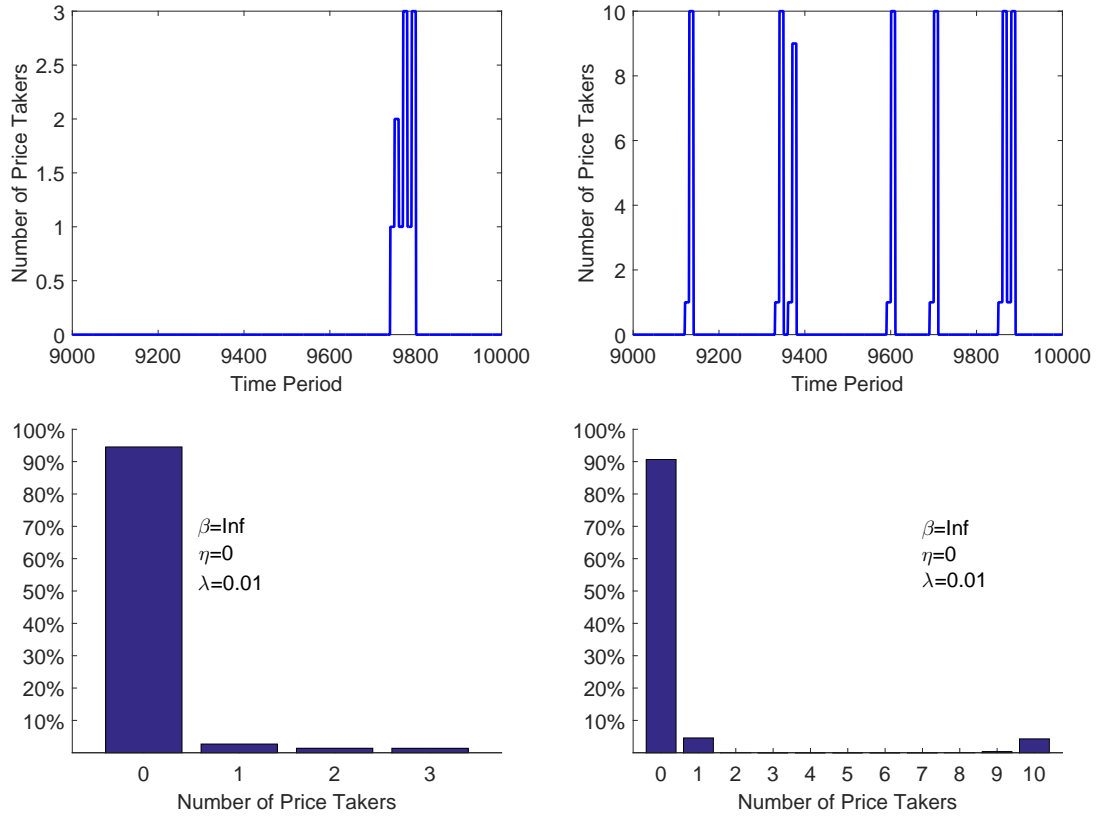 3
2.5
2
1.5
1
0.5
0
Number of Price Takers
9000 9200 9400 9600 9800 10000
Time Period
10
8
6
4
2
0
Number of Price Takers
9000 9200 9400 9600 9800 10000
Time Period
100%
90%
80%
70%
60%
50%
40%
30%
20%
10%
β=Inf
η=0
λ=0.01
0 1 2 3
Number of Price Takers
100%
90%
80%
70%
60%
50%
40%
30%
20%
10%
β=Inf
η=0
λ=0.01
0 1 2 3 4 5 6 7 8 9 10
Number of Price Takers